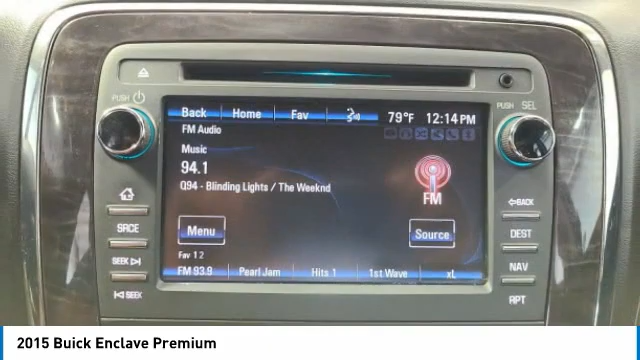 PUSH
PUSH SEL
Back Home Fav 79°F 12:14 PM
FM Audio
Music
94.1
Q94 - Blinding Lights / The Weeknd
FM
Menu
Source
Fav 1 2
FM 93.9 Pearl Jam Hits 1 1st Wave xL
SRCE
SEEK
SEEK
BACK
DEST
NAV
RPT
2015 Buick Enclave Premium